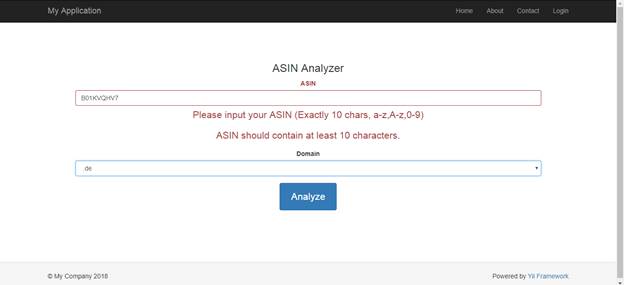 My Application
Home About Contact Login
ASIN Analyzer
ASIN
B01KVQHV7
Please input your ASIN (Exactly 10 chars, a-z,A-z,0-9)
ASIN should contain at least 10 characters.
Domain
de
Analyze
© My Company 2018
Powered by Yii Framework